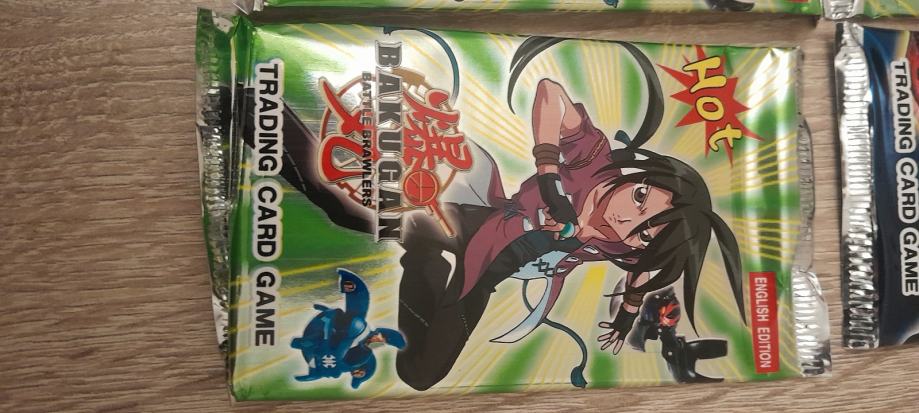 Hot
ENGLISH EDITION
爆丸
BAKUGAN
BATTLE BRAWLERS
TRADING CARD GAME
TRADING CARD GAME